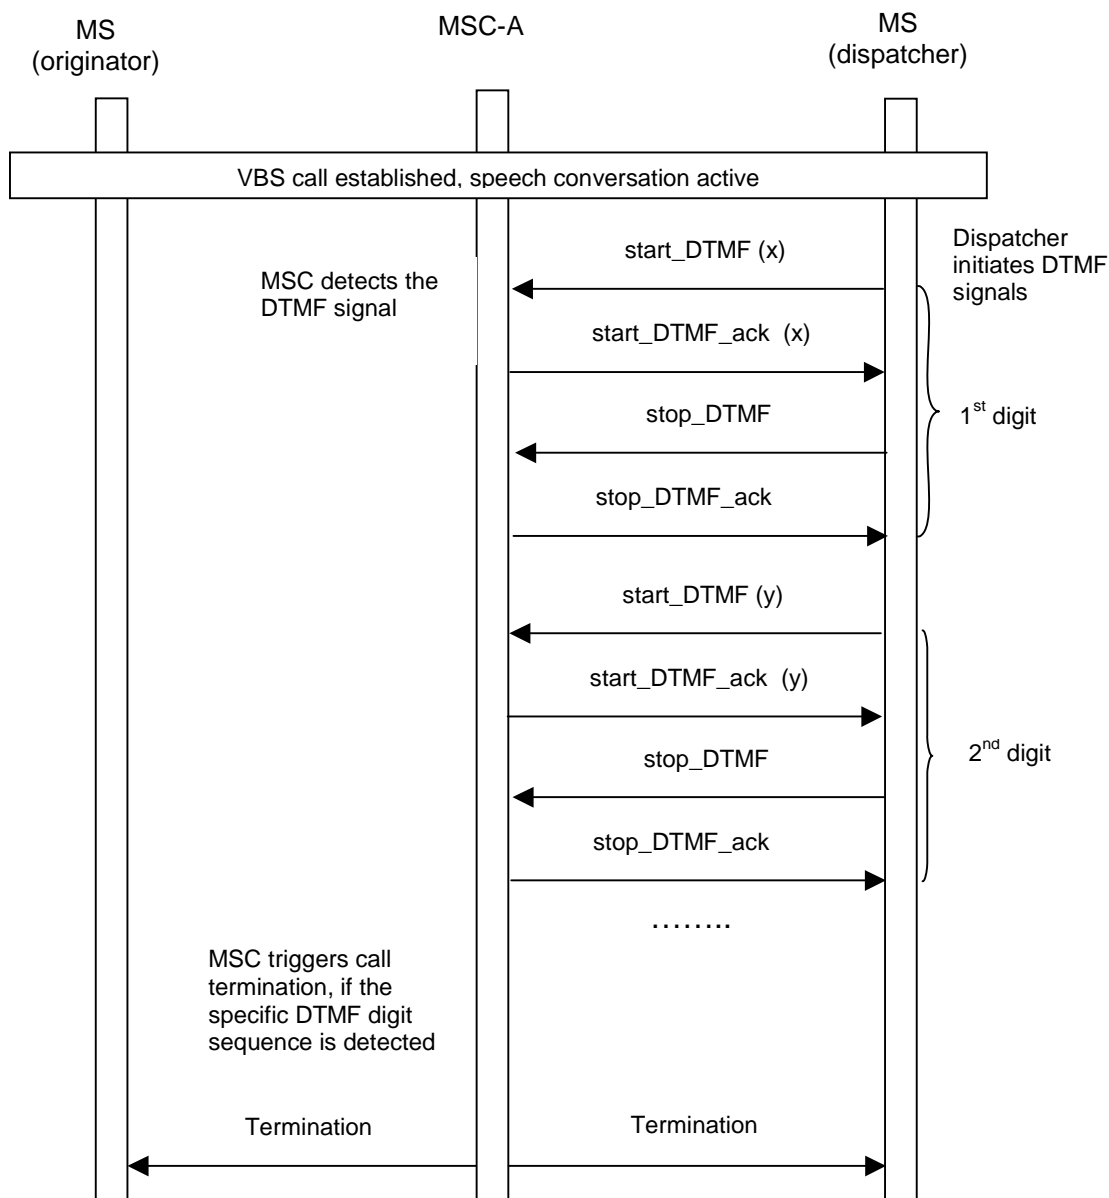 MS
(originator)
MSC-A
MS
(dispatcher)
VBS call established, speech conversation active
start_DTMF (x)
Dispatcher
initiates DTMF
signals
MSC detects the
DTMF signal
start_DTMF_ack (x)
stop_DTMF
1st digit
stop_DTMF_ack
start_DTMF (y)
start_DTMF_ack (y)
stop_DTMF
2nd digit
stop_DTMF_ack
........
MSC triggers call
termination, if the
specific DTMF digit
sequence is detected
Termination
Termination